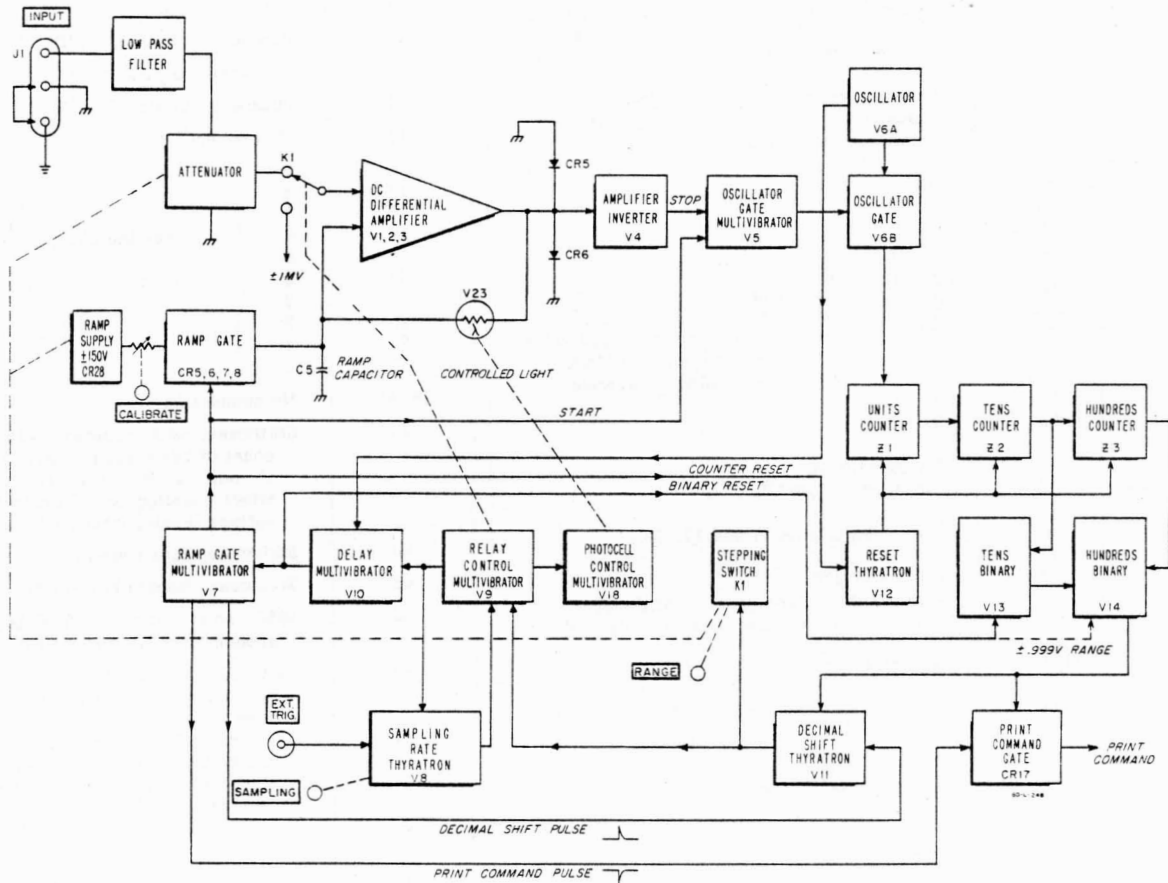 INPUT
J1
LOW PASS
FILTER
ATTENUATOR
K1
±1MV
DC
DIFFERENTIAL
AMPLIFIER
V1,2,3
CR5
CR6
AMPLIFIER
INVERTER
V4
STOP
OSCILLATOR
GATE
MULTIVIBRATOR
V5
OSCILLATOR
V6A
OSCILLATOR
GATE
V6B
V23
RAMP
SUPPLY
±150V
CR28
RAMP GATE
CR5,6,7,8
CALIBRATE
C5
RAMP
CAPACITOR
CONTROLLED LIGHT
START
COUNTER RESET
BINARY RESET
UNITS
COUNTER
Z1
TENS
COUNTER
Z2
HUNDREDS
COUNTER
Z3
RAMP GATE
MULTIVIBRATOR
V7
DELAY
MULTIVIBRATOR
V10
RELAY
CONTROL
MULTIVIBRATOR
V9
PHOTOCELL
CONTROL
MULTIVIBRATOR
V18
STEPPING
SWITCH
K1
RESET
THYRATRON
V12
TENS
BINARY
V13
HUNDREDS
BINARY
V14
±.999V RANGE
RANGE
EXT
TRIG
SAMPLING
RATE
THYRATRON
V8
SAMPLING
DECIMAL
SHIFT
THYRATRON
V11
PRINT
COMMAND
GATE
CR17
PRINT
COMMAND
DECIMAL SHIFT PULSE
PRINT COMMAND PULSE